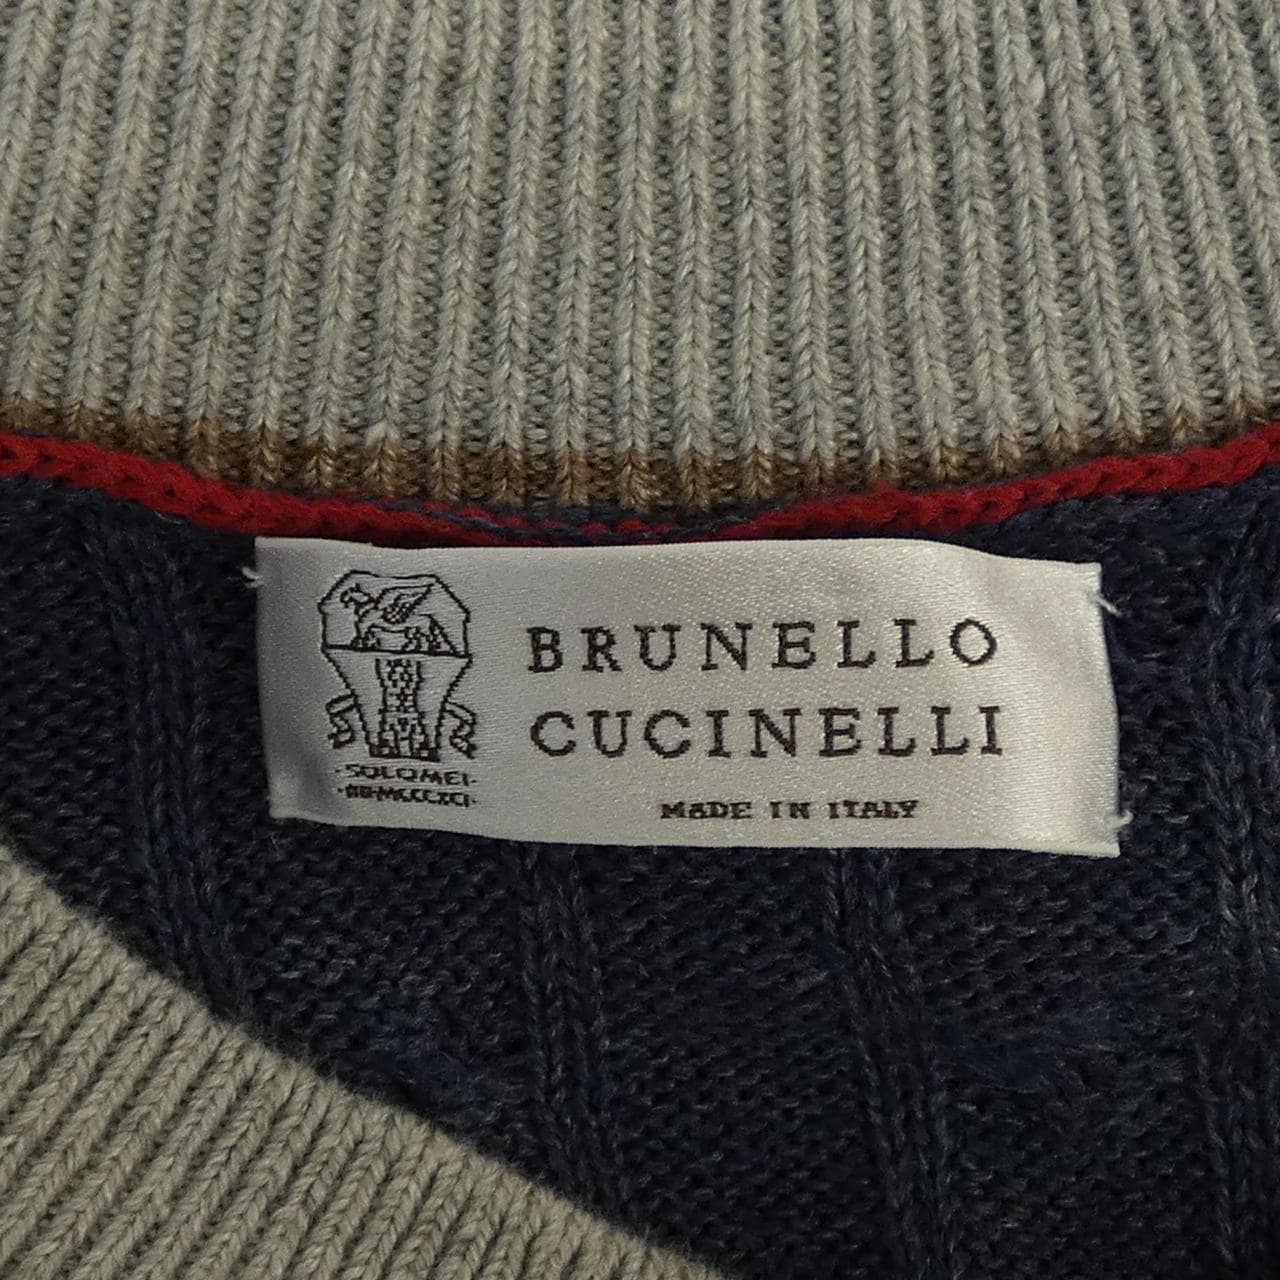 BRUNELLO
CUCINELLI
MADE IN ITALY
·SOLOMEI·